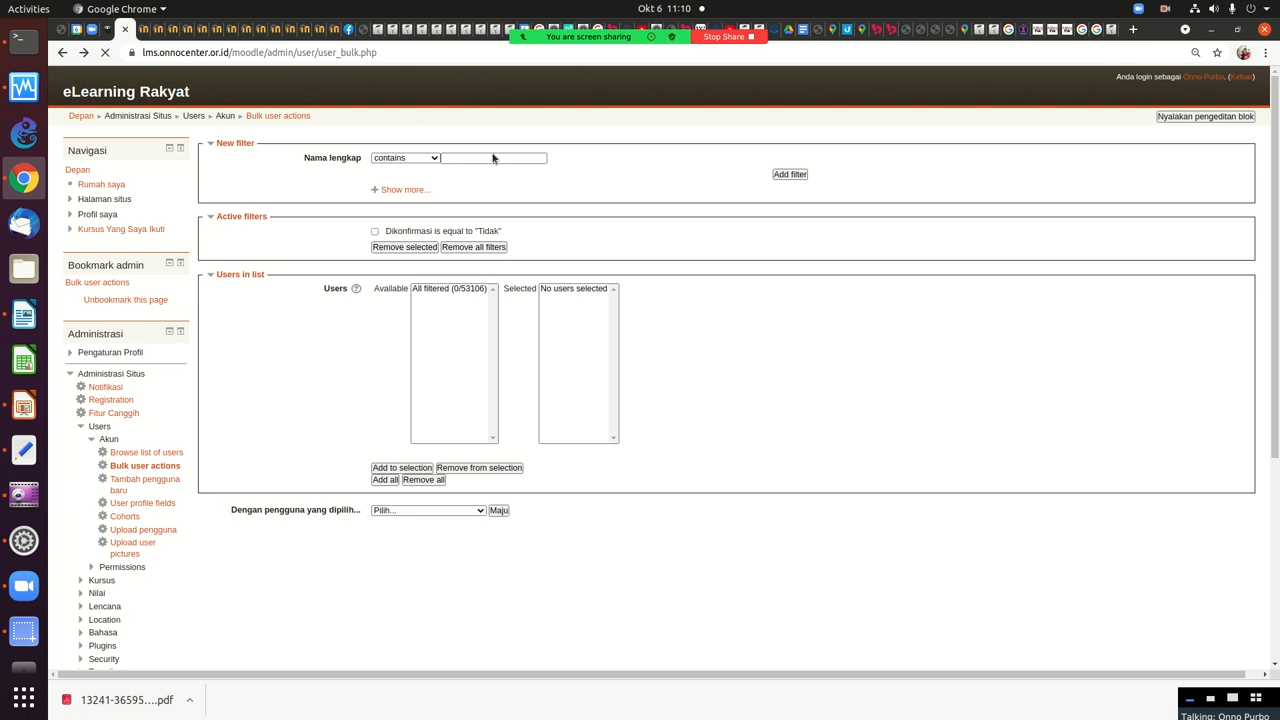 Activities
Google Chrome
Okt 6 11:10
You are screen sharing
Stop Share
lms.onnocenter.or.id/moodle/admin/user/user_bulk.php
Anda login sebagai Onno Purbo. (Keluar)
eLearning Rakyat
Depan ▸ Administrasi Situs ▸ Users ▸ Akun ▸ Bulk user actions
Nyalakan pengeditan blok
Navigasi
Depan
Rumah saya
Halaman situs
Profil saya
Kursus Yang Saya Ikuti
Bookmark admin
Bulk user actions
Unbookmark this page
Administrasi
Pengaturan Profil
Administrasi Situs
Notifikasi
Registration
Fitur Canggih
Users
Akun
Browse list of users
Bulk user actions
Tambah pengguna
baru
User profile fields
Cohorts
Upload pengguna
Upload user
pictures
Permissions
Kursus
Nilai
Lencana
Location
Bahasa
Plugins
Security
New filter
Nama lengkap contains
Add filter
Show more...
Active filters
Dikonfirmasi is equal to "Tidak"
Remove selected Remove all filters
Users in list
Users Available All filtered (0/53106) Selected No users selected
Add to selection Remove from selection
Add all Remove all
Dengan pengguna yang dipilih... Pilih... Maju
13241-36595....pdf
Talking: Onno Purbo